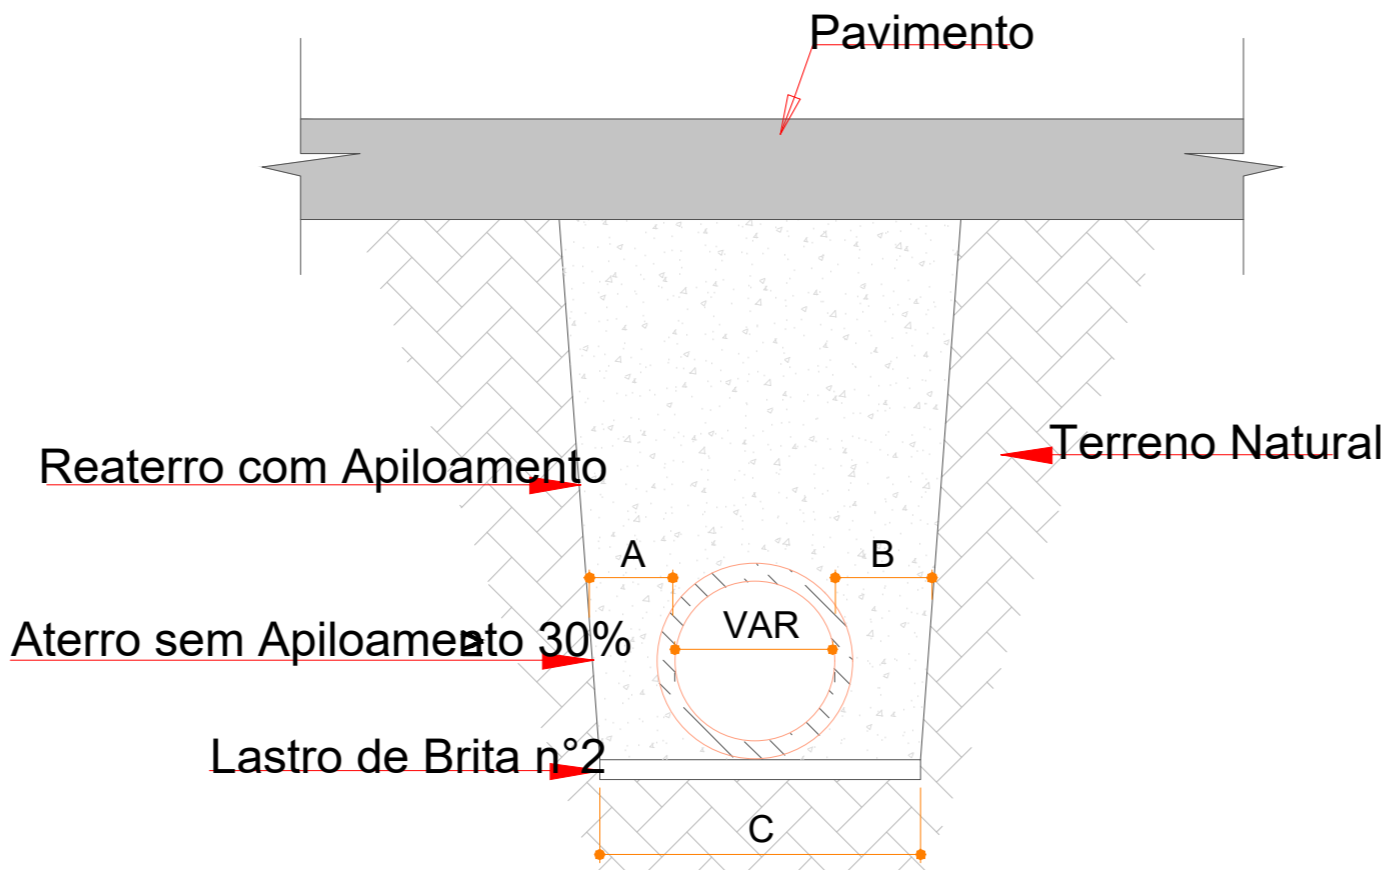 Pavimento
Terreno Natural
Reaterro com Apiloamento
A
B
VAR
Aterro sem Apiloamento ≥ 30%
Lastro de Brita n°2
C